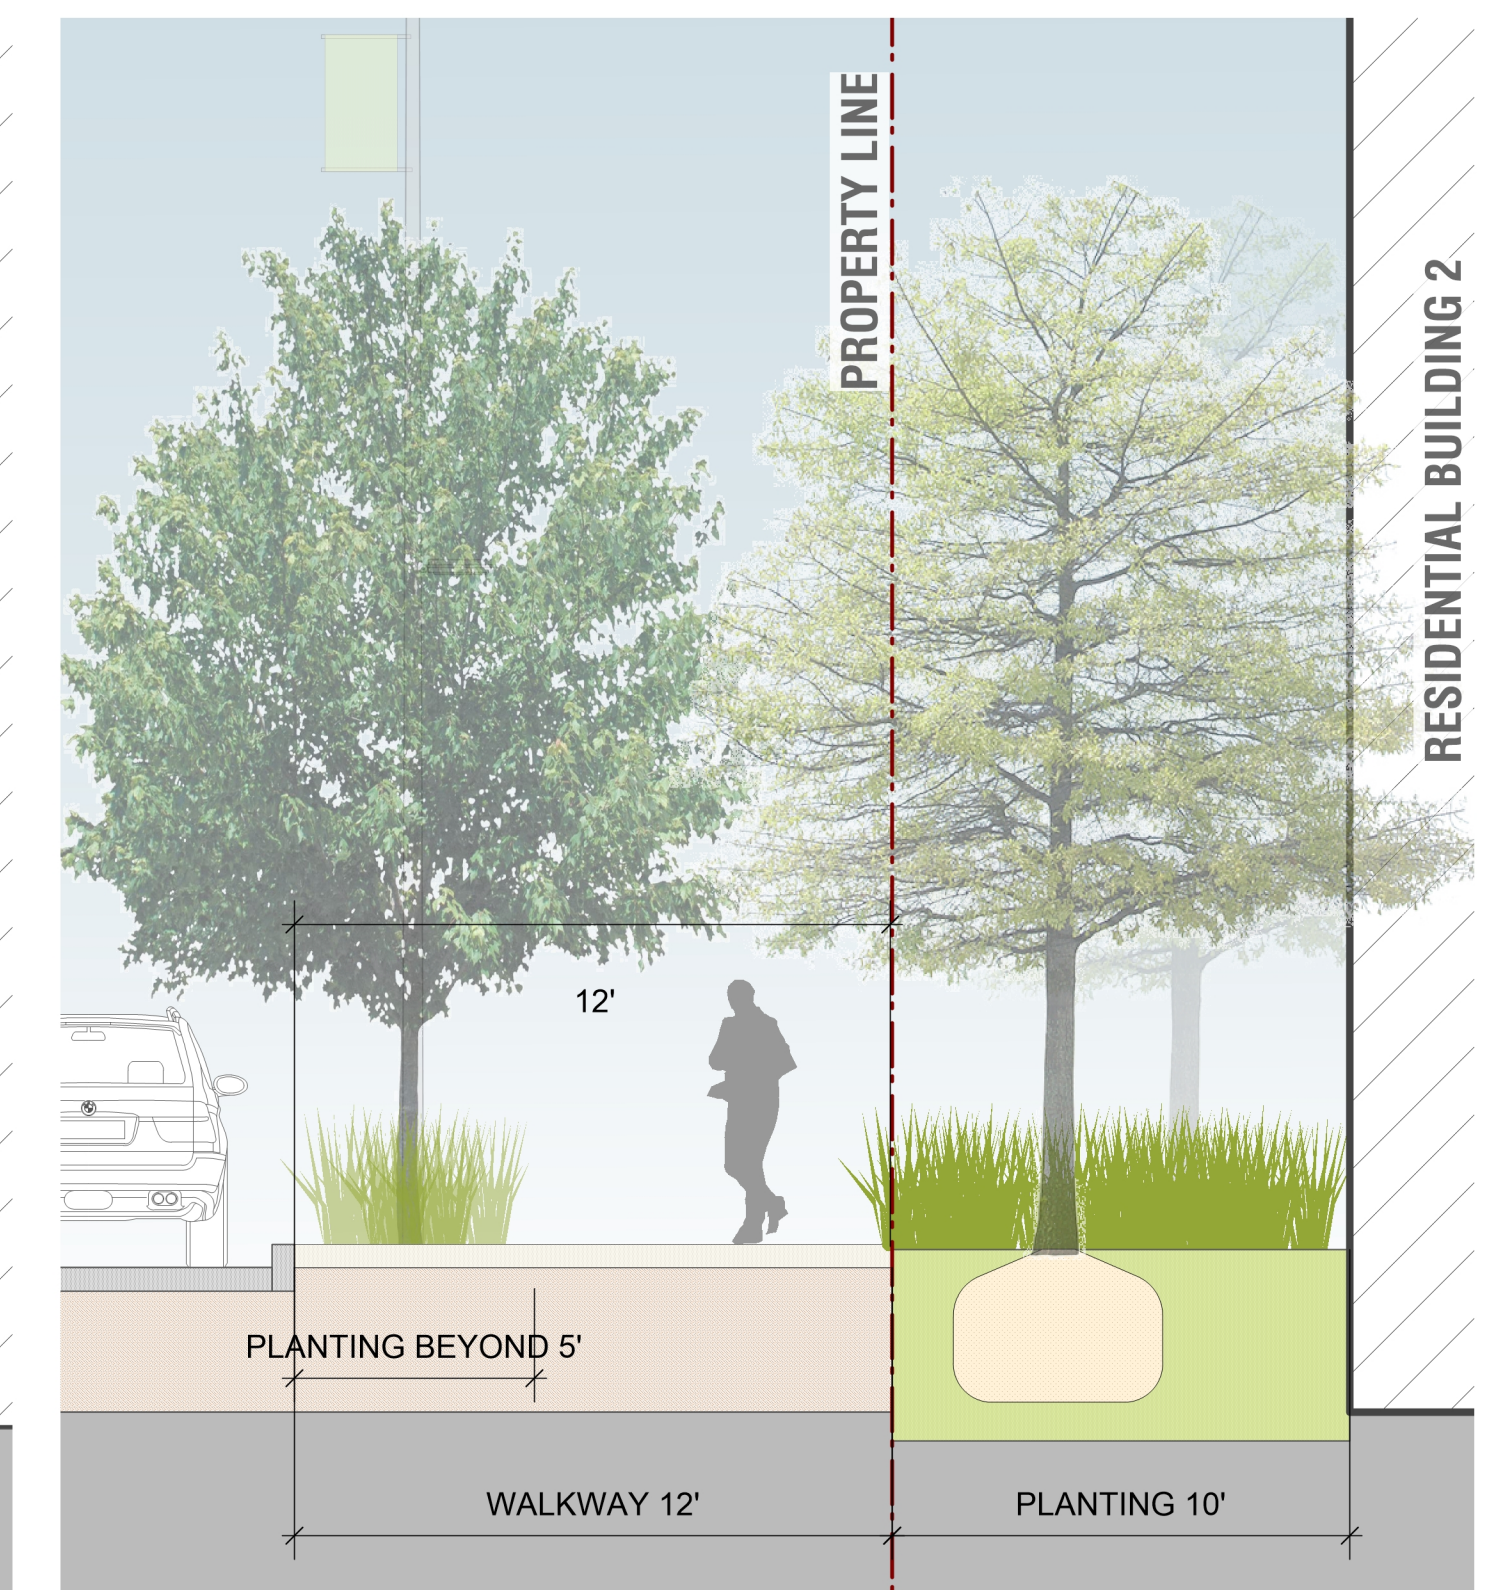 PROPERTY LINE
RESIDENTIAL BUILDING 2
12'
PLANTING BEYOND 5'
WALKWAY 12'
PLANTING 10'